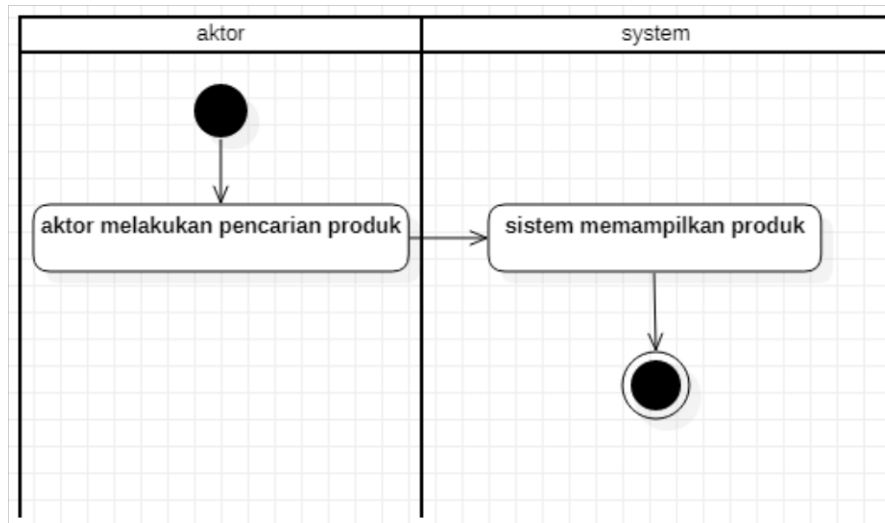 aktor
system
aktor melakukan pencarian produk
sistem memampilkan produk